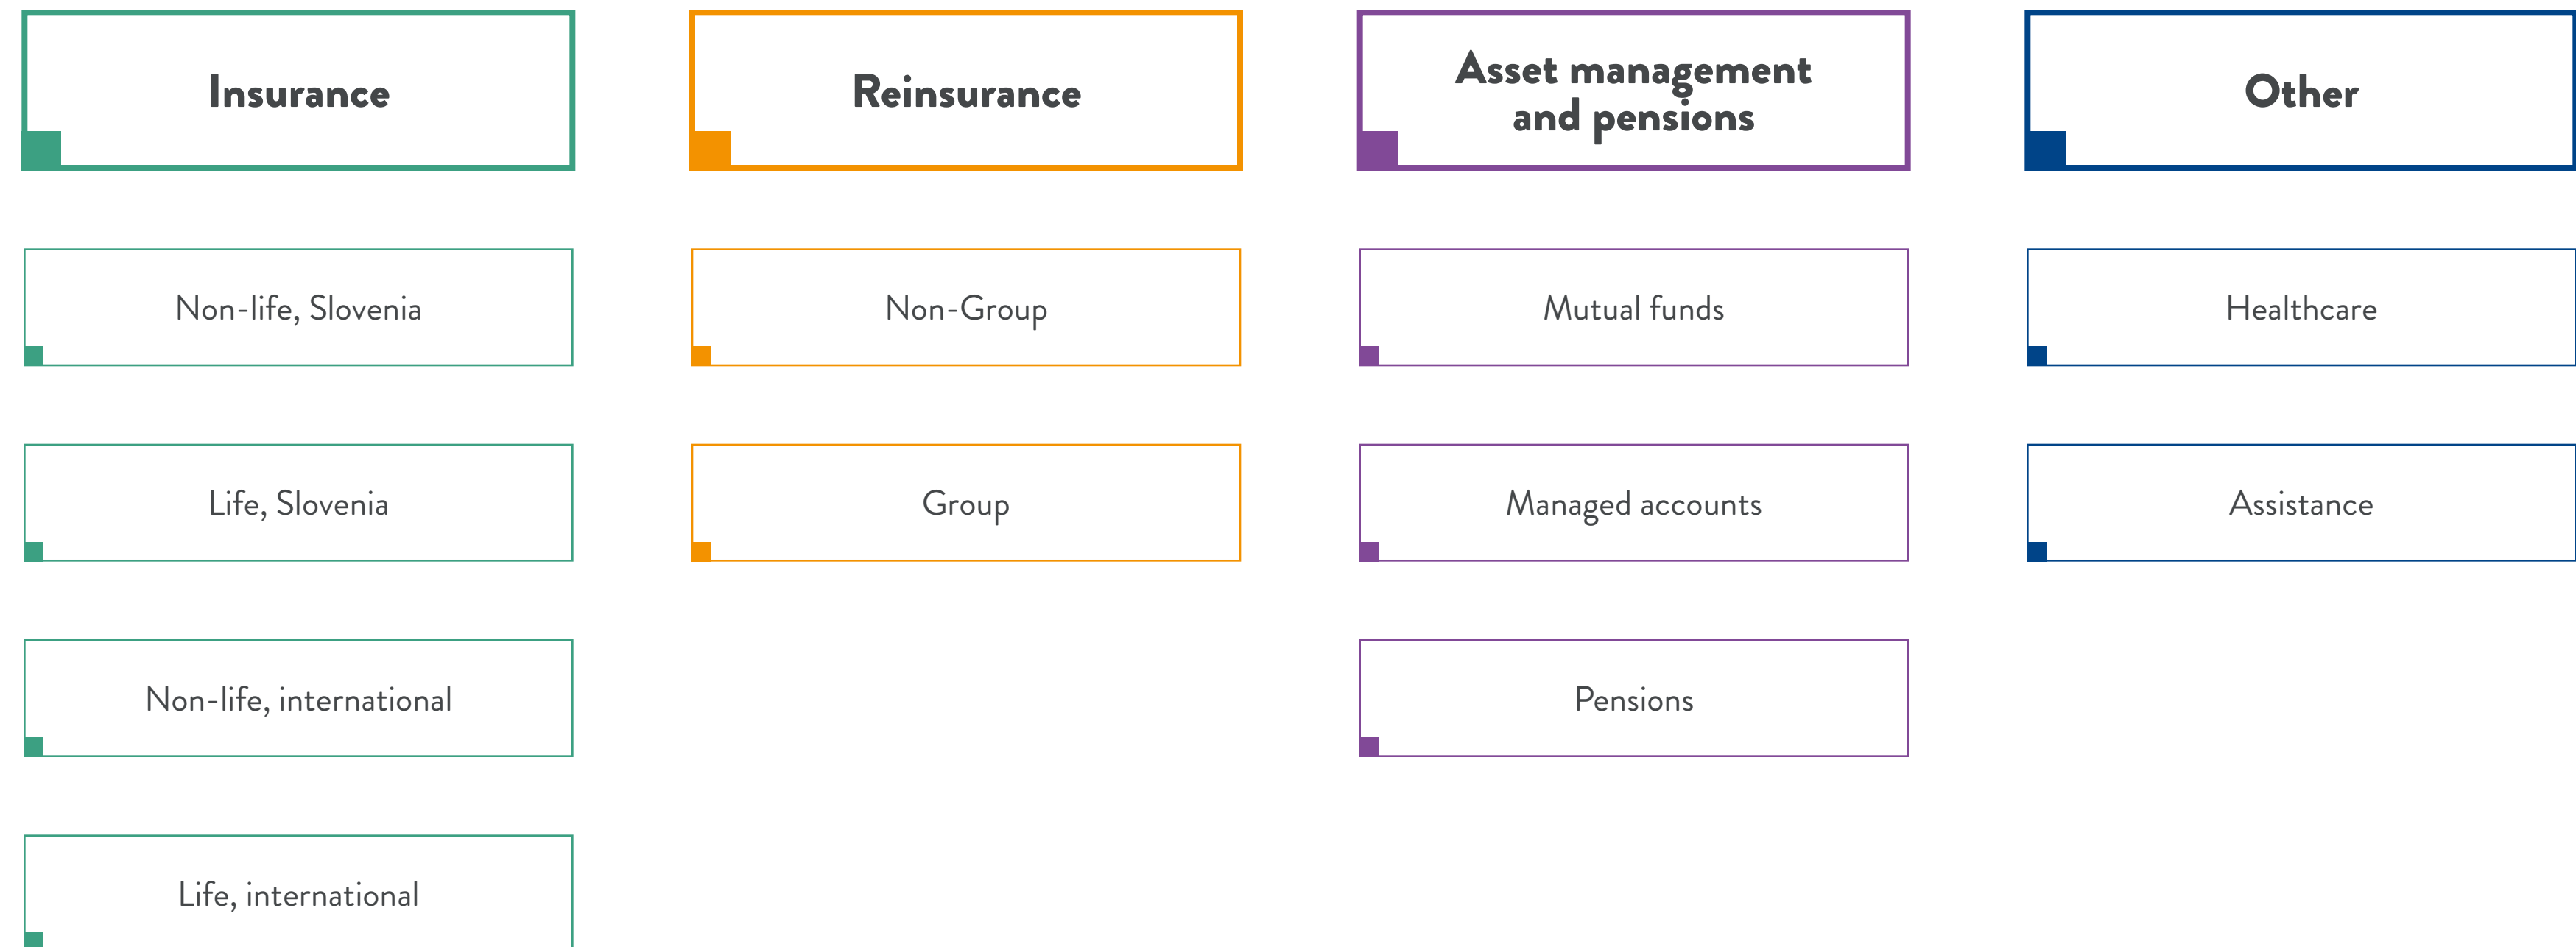 Insurance
Non-life, Slovenia
Life, Slovenia
Non-life, international
Life, international
Reinsurance
Non-Group
Group
Asset management
and pensions
Mutual funds
Managed accounts
Pensions
Other
Healthcare
Assistance